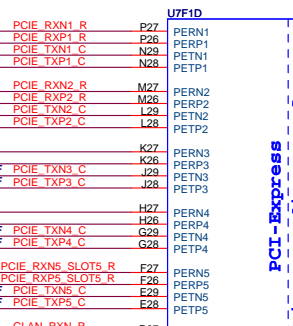 U7F1D
PCIE_RXN1_R P27 PERN1
PCIE_RXP1_R P26 PERP1
PCIE_TXN1_C N29 PETN1
PCIE_TXP1_C N28 PETP1
PCIE_RXN2_R M27 PERN2
PCIE_RXP2_R M26 PERP2
PCIE_TXN2_C L29 PETN2
PCIE_TXP2_C L28 PETP2
K27 PERN3
K26 PERP3
PCIE_TXN3_C J29 PETN3
PCIE_TXP3_C J28 PETP3
H27 PERN4
H26 PERP4
PCIE_TXN4_C G29 PETN4
PCIE_TXP4_C G28 PETP4
PCIE_RXN5_SLOT5_R F27 PERN5
PCIE_RXP5_SLOT5_R F26 PERP5
PCIE_TXN5_C E29 PETN5
PCIE_TXP5_C E28 PETP5
PCI-Express